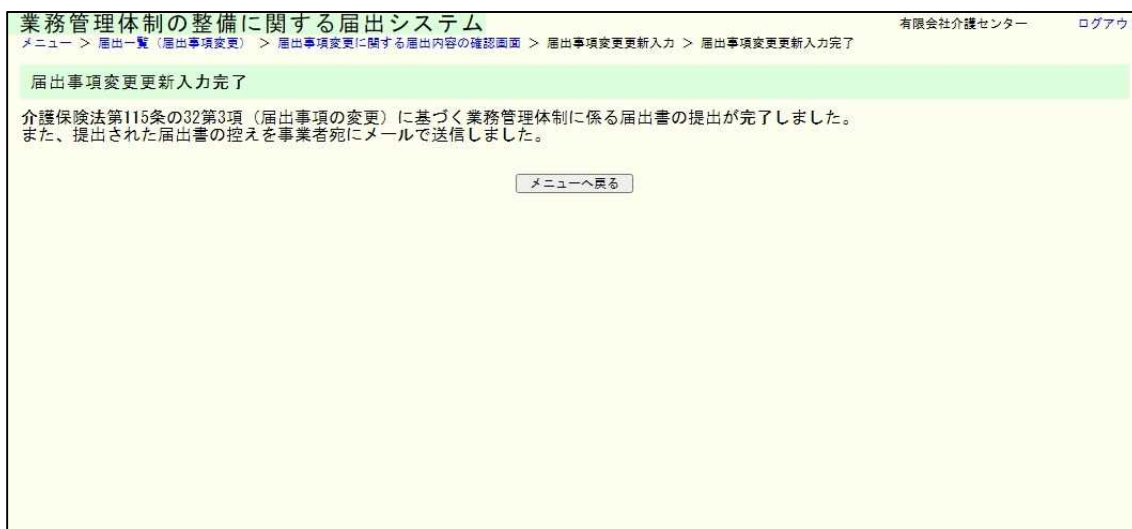 業務管理体制の整備に関する届出システム
有限会社介護センター ログアウ
メニュー > 届出一覧（届出事項変更） > 届出事項変更に関する届出内容の確認画面 > 届出事項変更更新入力 > 届出事項変更更新入力完了
届出事項変更更新入力完了
介護保険法第115条の32第3項（届出事項の変更）に基づく業務管理体制に係る届出書の提出が完了しました。
また、提出された届出書の控えを事業者宛にメールで送信しました。
メニューへ戻る